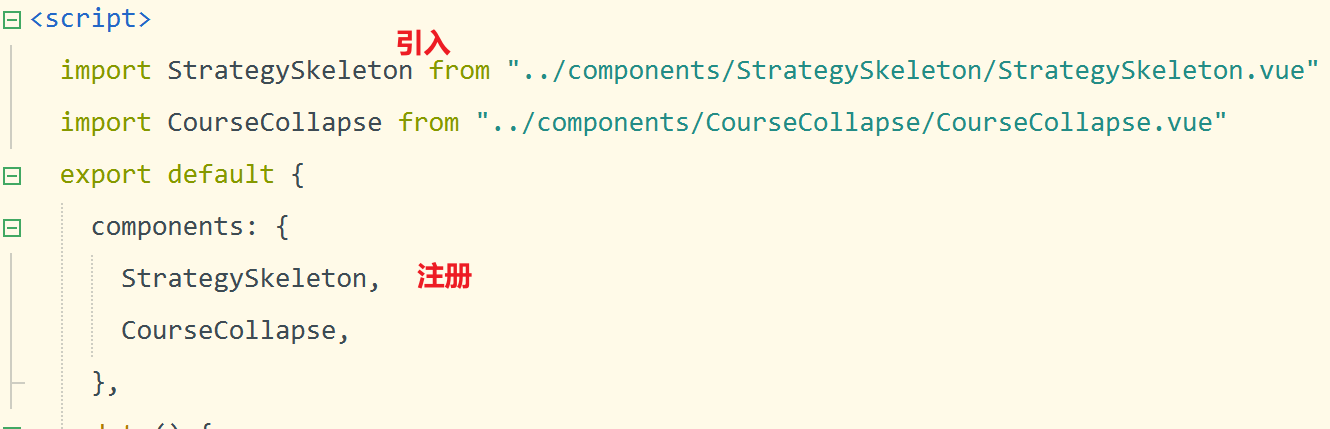 <script>
引入
import StrategySkeleton from "../components/StrategySkeleton/StrategySkeleton.vue"
import CourseCollapse from "../components/CourseCollapse/CourseCollapse.vue"
export default {
components: {
StrategySkeleton, 注册
CourseCollapse,
},